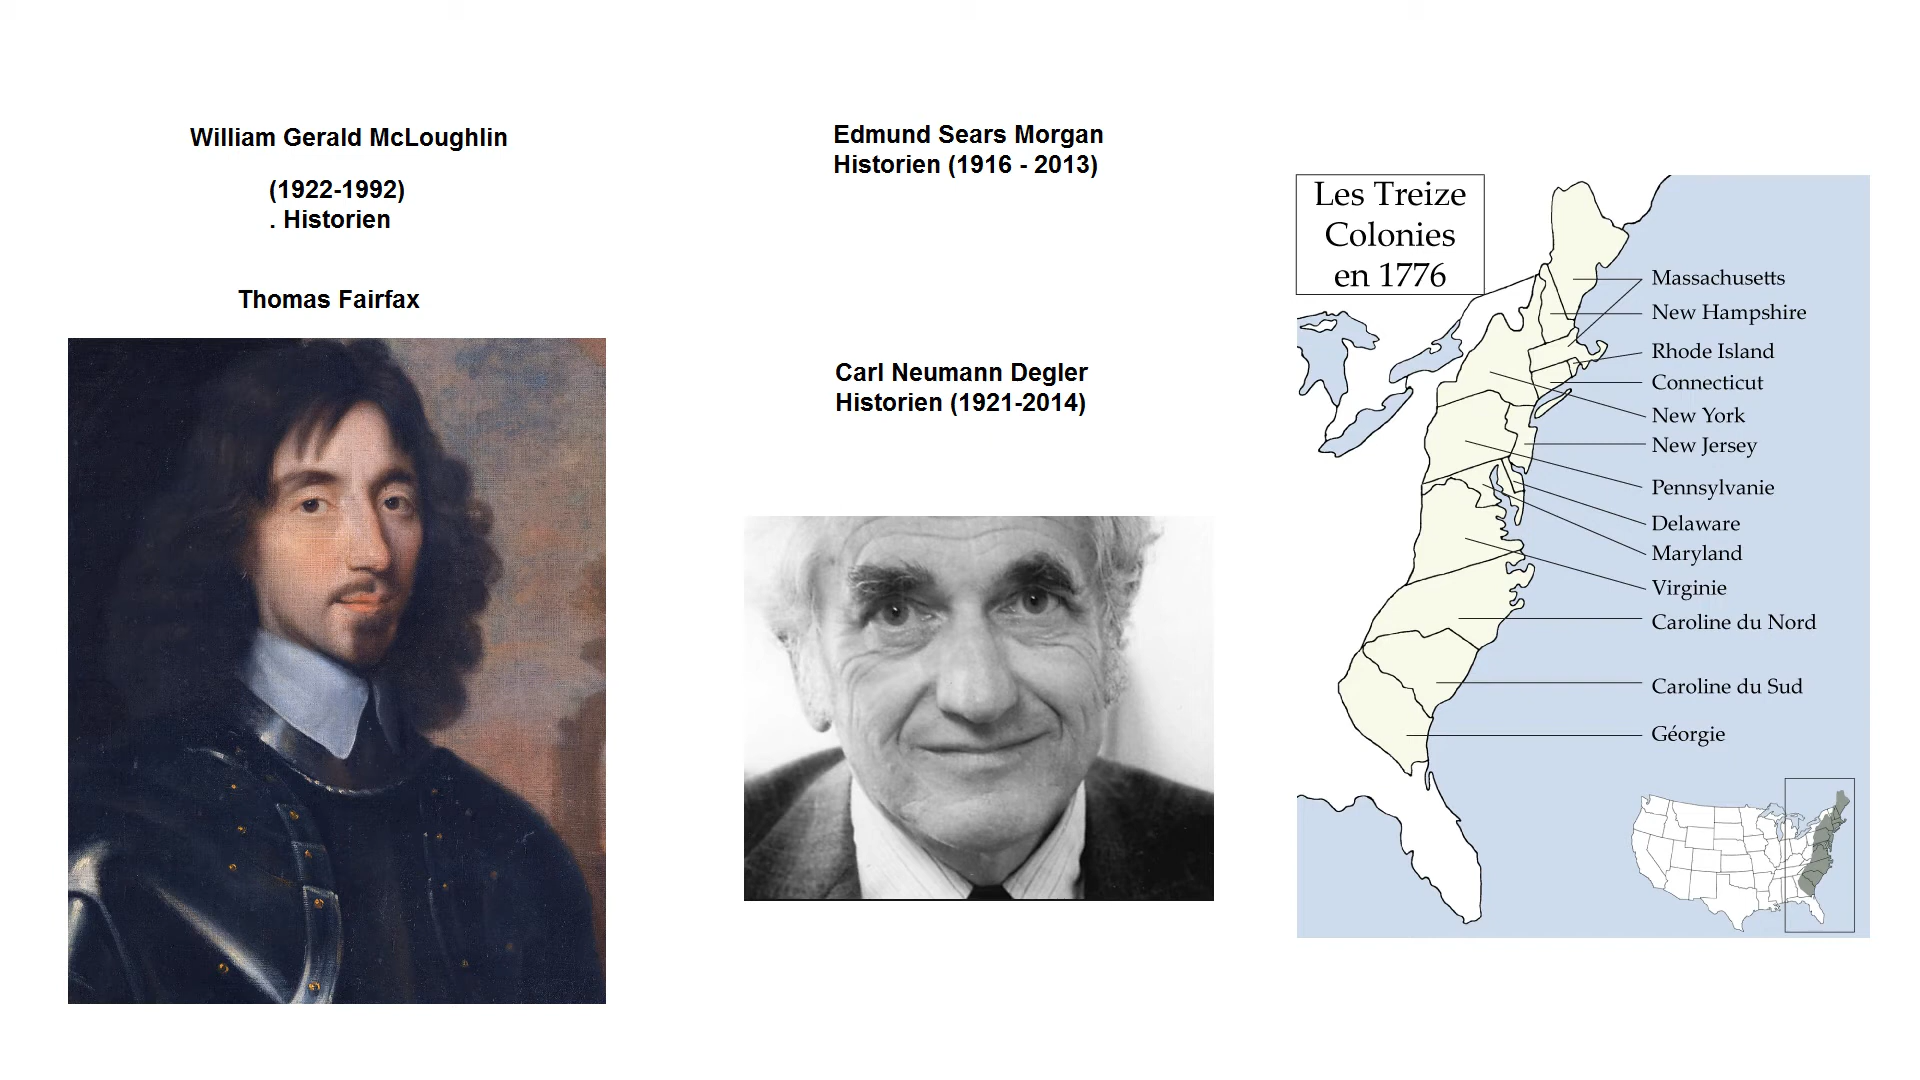 William Gerald McLoughlin
(1922-1992)
. Historien
Thomas Fairfax
Edmund Sears Morgan
Historien (1916 - 2013)
Carl Neumann Degler
Historien (1921-2014)
Les Treize
Colonies
en 1776
Massachusetts
New Hampshire
Rhode Island
Connecticut
New York
New Jersey
Pennsylvanie
Delaware
Maryland
Virginie
Caroline du Nord
Caroline du Sud
Géorgie